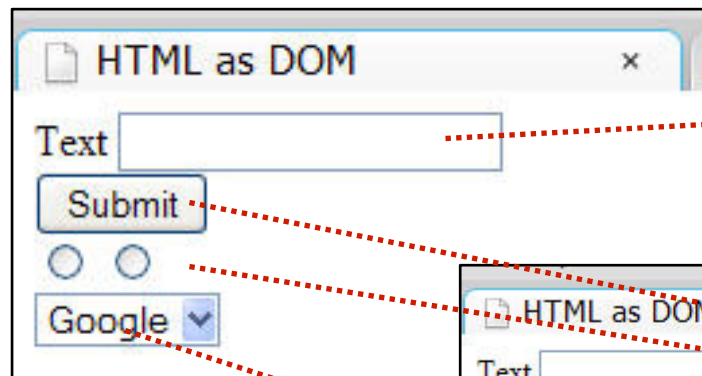 HTML as DOM ×
Text
Submit
Google
HTML as DOM
Text